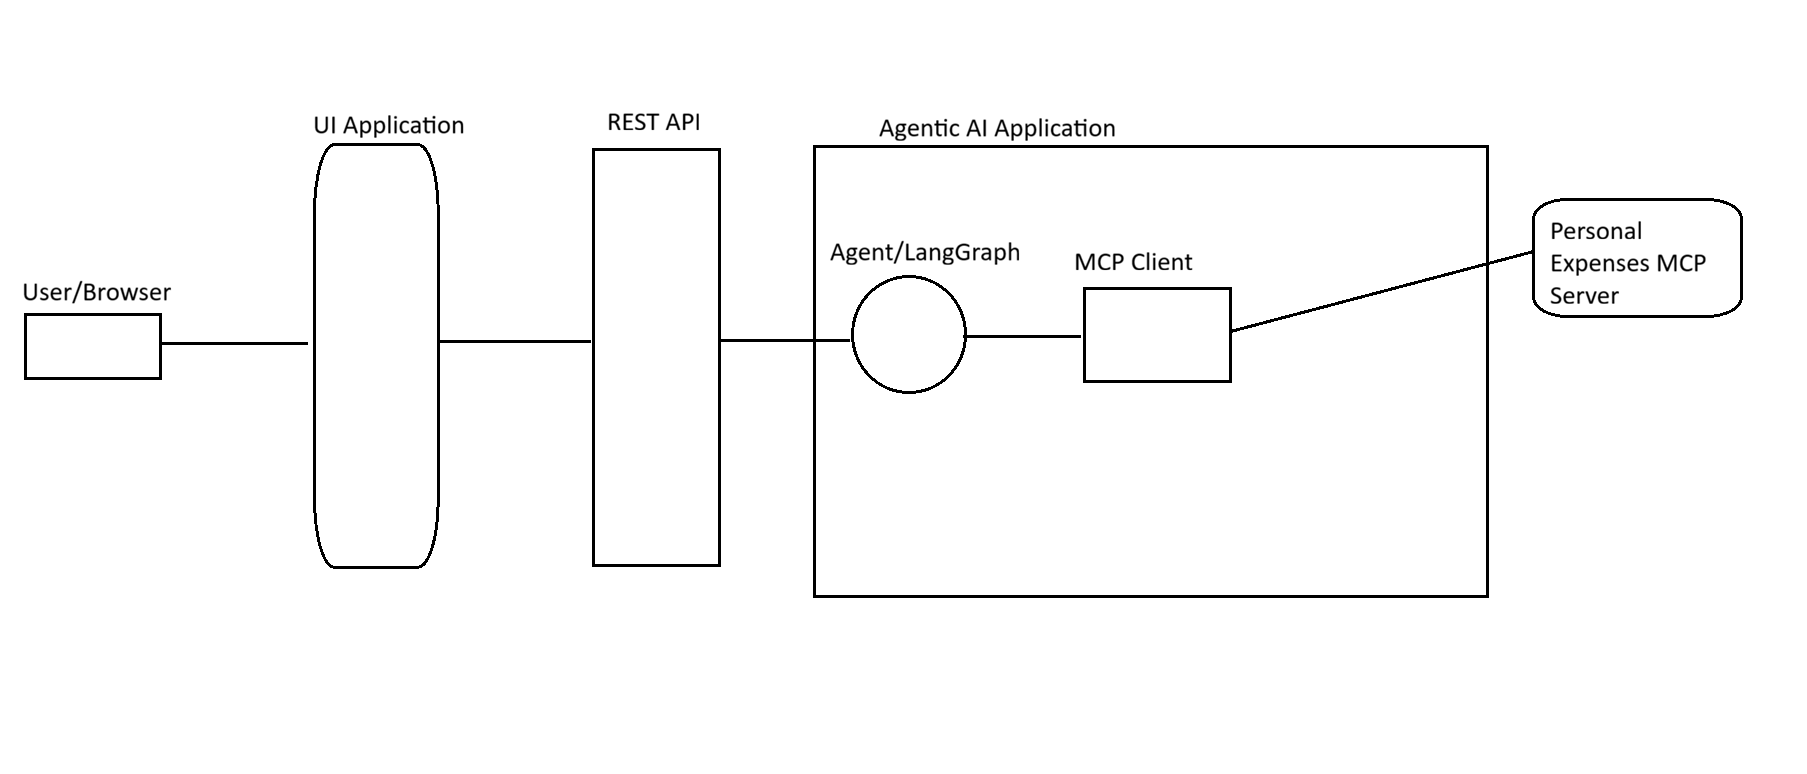 UI Application
REST API
Agentic AI Application
Agent/LangGraph
MCP Client
Personal
Expenses MCP
Server
User/Browser